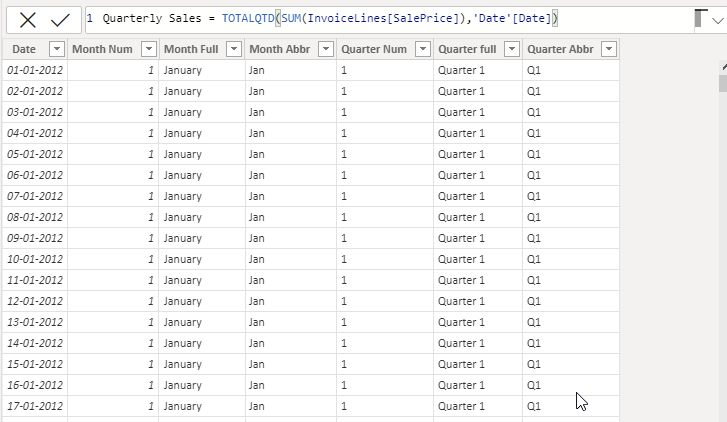 1 Quarterly Sales = TOTALQTD(SUM(InvoiceLines[SalePrice]),'Date'[Date])
Date Month Num Month Full Month Abbr Quarter Num Quarter full Quarter Abbr
01-01-2012 1 January Jan 1 Quarter 1 Q1
02-01-2012 1 January Jan 1 Quarter 1 Q1
03-01-2012 1 January Jan 1 Quarter 1 Q1
04-01-2012 1 January Jan 1 Quarter 1 Q1
05-01-2012 1 January Jan 1 Quarter 1 Q1
06-01-2012 1 January Jan 1 Quarter 1 Q1
07-01-2012 1 January Jan 1 Quarter 1 Q1
08-01-2012 1 January Jan 1 Quarter 1 Q1
09-01-2012 1 January Jan 1 Quarter 1 Q1
10-01-2012 1 January Jan 1 Quarter 1 Q1
11-01-2012 1 January Jan 1 Quarter 1 Q1
12-01-2012 1 January Jan 1 Quarter 1 Q1
13-01-2012 1 January Jan 1 Quarter 1 Q1
14-01-2012 1 January Jan 1 Quarter 1 Q1
15-01-2012 1 January Jan 1 Quarter 1 Q1
16-01-2012 1 January Jan 1 Quarter 1 Q1
17-01-2012 1 January Jan 1 Quarter 1 Q1